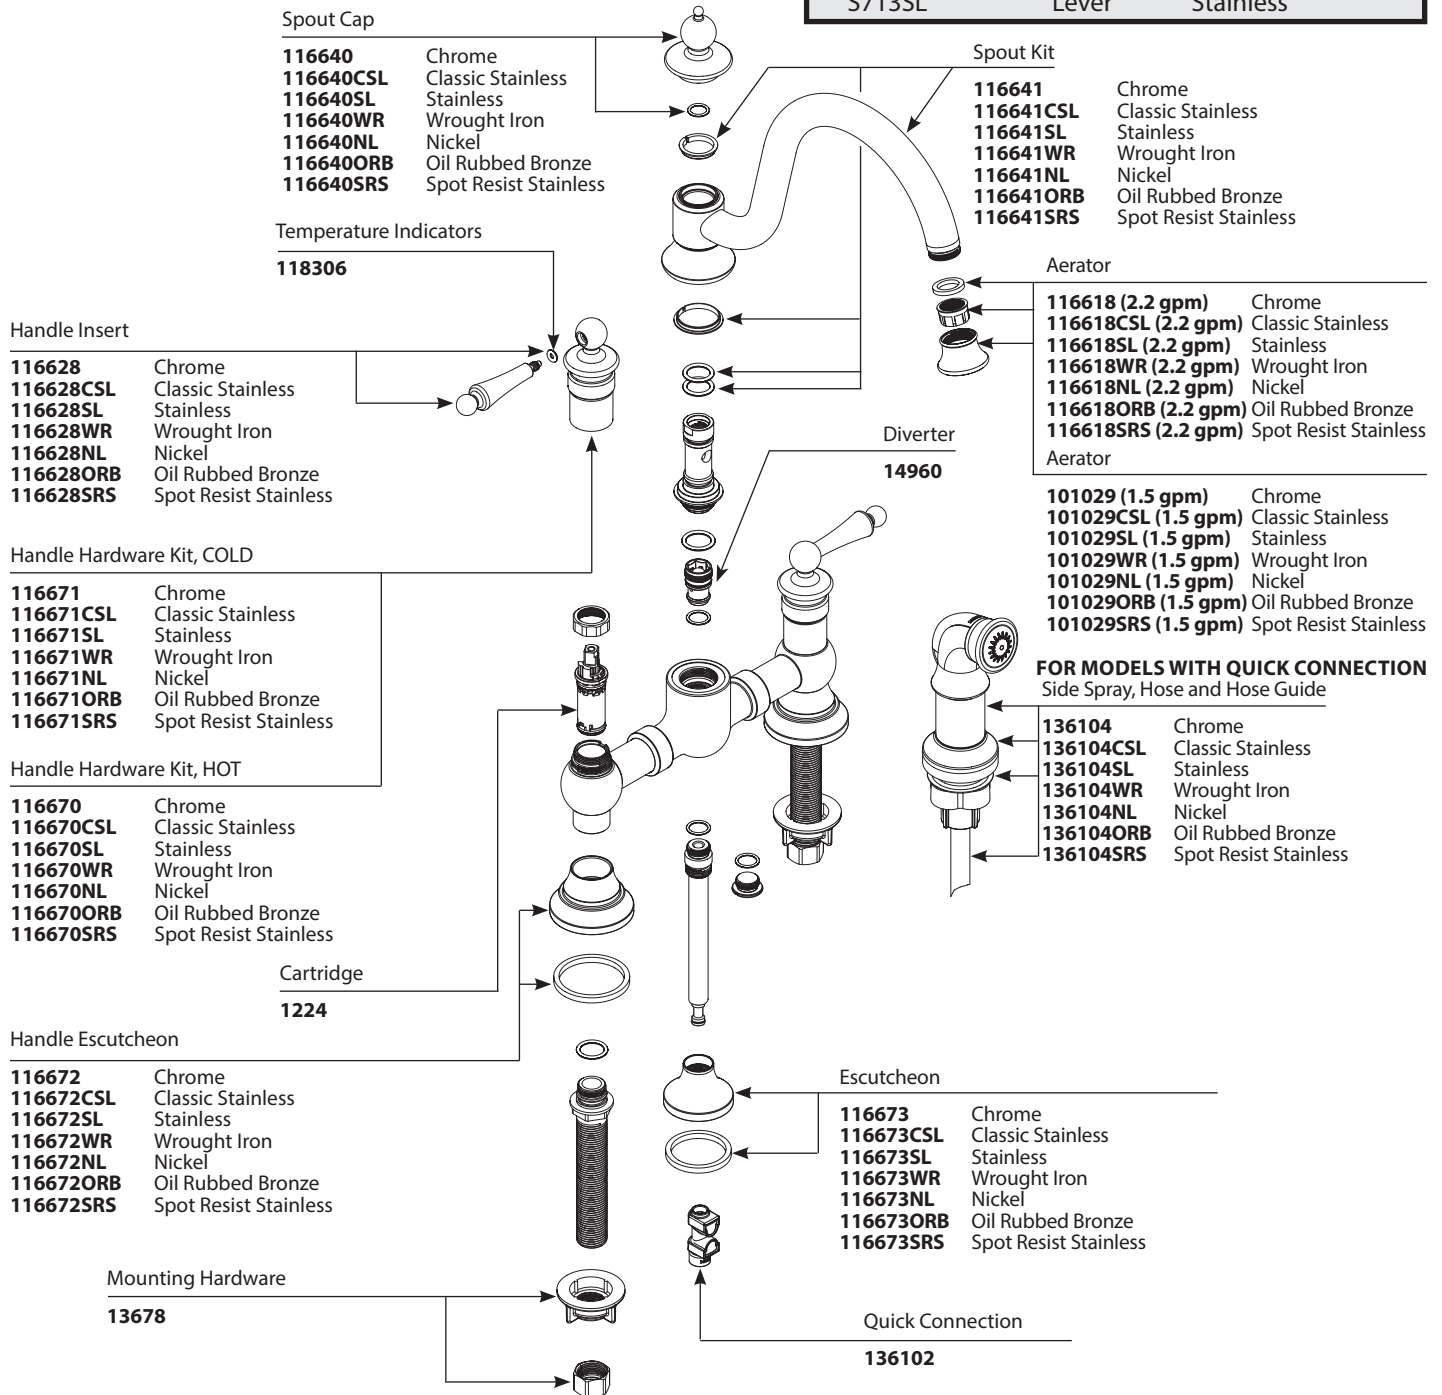 S713SL Lever Stainless
Spout Cap
116640 Chrome
116640CSL Classic Stainless
116640SL Stainless
116640WR Wrought Iron
116640NL Nickel
116640ORB Oil Rubbed Bronze
116640SRS Spot Resist Stainless
Spout Kit
116641 Chrome
116641CSL Classic Stainless
116641SL Stainless
116641WR Wrought Iron
116641NL Nickel
116641ORB Oil Rubbed Bronze
116641SRS Spot Resist Stainless
Temperature Indicators
118306
Aerator
116618 (2.2 gpm) Chrome
116618CSL (2.2 gpm) Classic Stainless
116618SL (2.2 gpm) Stainless
116618WR (2.2 gpm) Wrought Iron
116618NL (2.2 gpm) Nickel
116618ORB (2.2 gpm) Oil Rubbed Bronze
116618SRS (2.2 gpm) Spot Resist Stainless
Aerator
101029 (1.5 gpm) Chrome
101029CSL (1.5 gpm) Classic Stainless
101029SL (1.5 gpm) Stainless
101029WR (1.5 gpm) Wrought Iron
101029NL (1.5 gpm) Nickel
101029ORB (1.5 gpm) Oil Rubbed Bronze
101029SRS (1.5 gpm) Spot Resist Stainless
Handle Insert
116628 Chrome
116628CSL Classic Stainless
116628SL Stainless
116628WR Wrought Iron
116628NL Nickel
116628ORB Oil Rubbed Bronze
116628SRS Spot Resist Stainless
Diverter
14960
Handle Hardware Kit, COLD
116671 Chrome
116671CSL Classic Stainless
116671SL Stainless
116671WR Wrought Iron
116671NL Nickel
116671ORB Oil Rubbed Bronze
116671SRS Spot Resist Stainless
FOR MODELS WITH QUICK CONNECTION
Side Spray, Hose and Hose Guide
136104 Chrome
136104CSL Classic Stainless
136104SL Stainless
136104WR Wrought Iron
136104NL Nickel
136104ORB Oil Rubbed Bronze
136104SRS Spot Resist Stainless
Handle Hardware Kit, HOT
116670 Chrome
116670CSL Classic Stainless
116670SL Stainless
116670WR Wrought Iron
116670NL Nickel
116670ORB Oil Rubbed Bronze
116670SRS Spot Resist Stainless
Cartridge
1224
Handle Escutcheon
116672 Chrome
116672CSL Classic Stainless
116672SL Stainless
116672WR Wrought Iron
116672NL Nickel
116672ORB Oil Rubbed Bronze
116672SRS Spot Resist Stainless
Escutcheon
116673 Chrome
116673CSL Classic Stainless
116673SL Stainless
116673WR Wrought Iron
116673NL Nickel
116673ORB Oil Rubbed Bronze
116673SRS Spot Resist Stainless
Mounting Hardware
13678
Quick Connection
136102